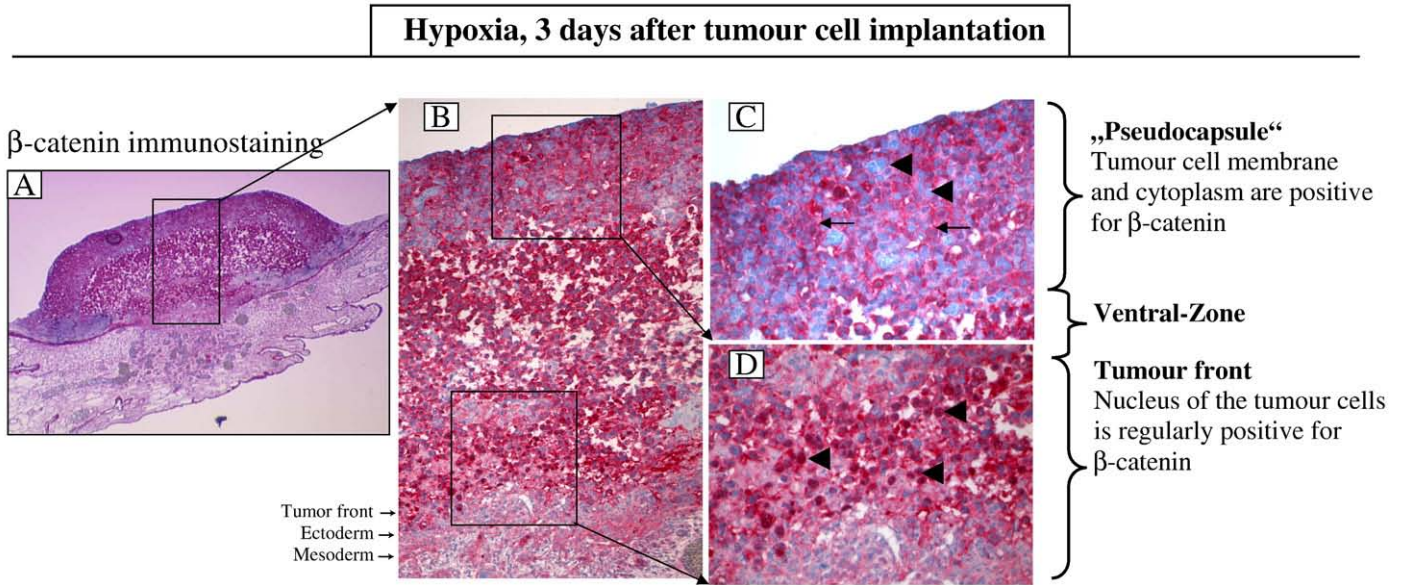 Hypoxia, 3 days after tumour cell implantation
β-catenin immunostaining
A
B
C
D
„Pseudocapsule“
Tumour cell membrane
and cytoplasm are positive
for β-catenin
Ventral-Zone
Tumour front
Nucleus of the tumour cells
is regularly positive for
β-catenin
Tumor front
Ectoderm
Mesoderm